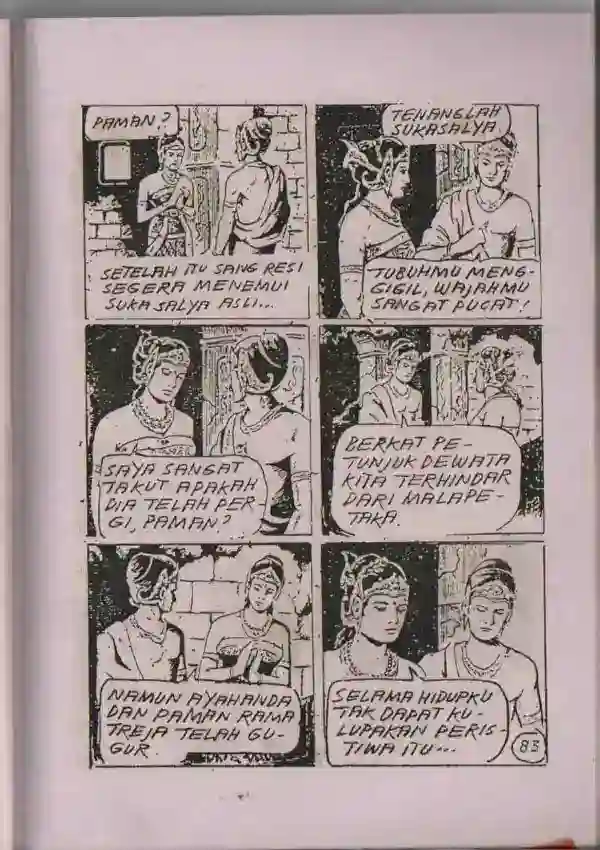 PAMAN?
SETELAH ITU SANG RESI
SEGERA MENEMUI
SUKA SALYA ASLI...
TENANGLAH
SUKASALYA.
TUBUHMU MENG-
GIGIL, WAJAHMU
SANGAT PUCAT!
SAYA SANGAT
TAKUT APAKAH
DIA TELAH PER
GI, PAMAN?
BERKAT PE-
TUNJUK DEWATA
KITA TERHINDAR
DARI MALAPE-
TAKA.
NAMUN AYAHANDA
DAN PAMAN RAMA
TREJA TELAH GU-
GUR.
SELAMA HIDUPKU
TAK DAPAT KU-
LUPAKAN PERIS-
TIWA ITU...
83